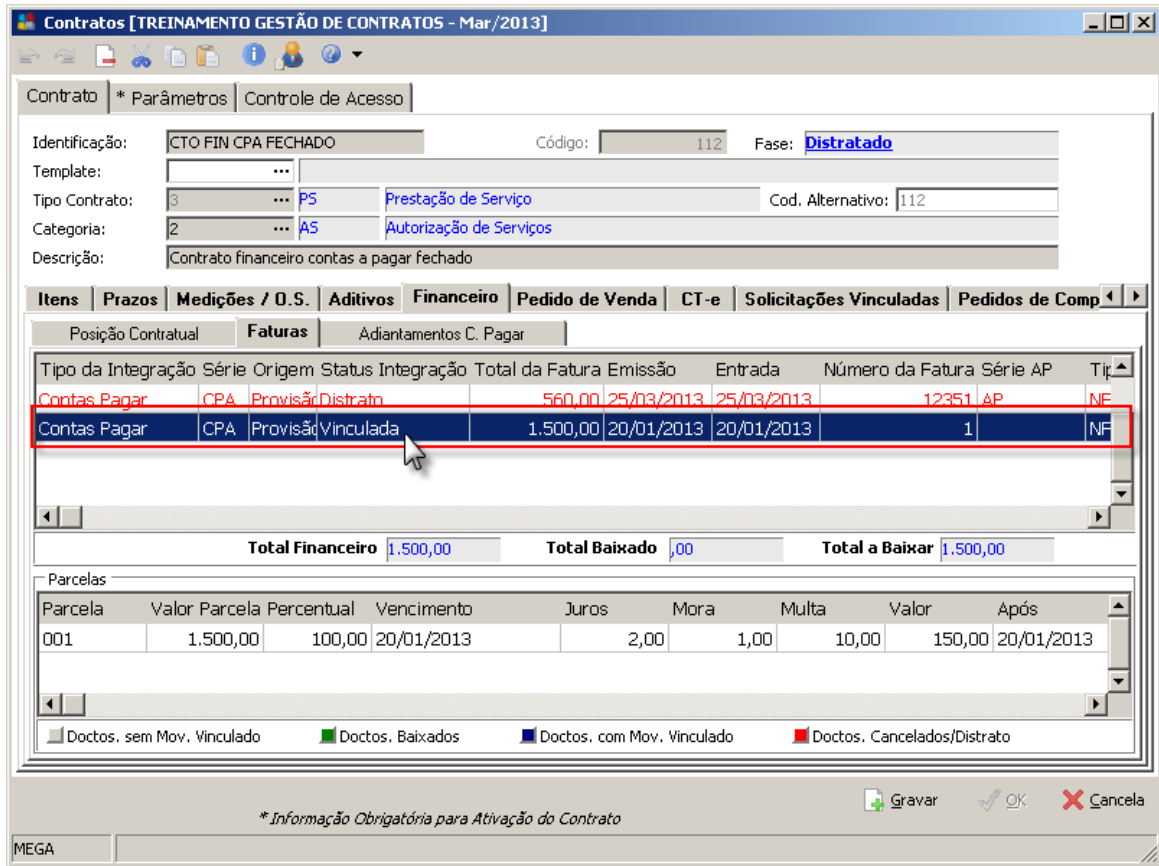 Contratos [TREINAMENTO GESTÃO DE CONTRATOS - Mar/2013]
Contrato * Parâmetros Controle de Acesso
Identificação: CTO FIN CPA FECHADO Código: 112 Fase: Distratado
Template: ...
Tipo Contrato: 3 ... PS Prestação de Serviço Cod. Alternativo: 112
Categoria: 2 ... AS Autorização de Serviços
Descrição: Contrato financeiro contas a pagar fechado
Itens Prazos Medições / O.S. Aditivos Financeiro Pedido de Venda CT-e Solicitações Vinculadas Pedidos de Comp
Posição Contratual Faturas Adiantamentos C. Pagar
Tipo da Integração Série Origem Status Integração Total da Fatura Emissão Entrada Número da Fatura Série AP Tip
Contas Pagar CPA Provisão Distrato 560,00 25/03/2013 25/03/2013 12351 AP NF
Contas Pagar CPA Provisão Vinculada 1.500,00 20/01/2013 20/01/2013 1 NF
Total Financeiro 1.500,00 Total Baixado ,00 Total a Baixar 1.500,00
Parcelas
Parcela Valor Parcela Percentual Vencimento Juros Mora Multa Valor Após
001 1.500,00 100,00 20/01/2013 2,00 1,00 10,00 150,00 20/01/2013
Doctos. sem Mov. Vinculado Doctos. Baixados Doctos. com Mov. Vinculado Doctos. Cancelados/Distrato
Gravar OK Cancela
* Informação Obrigatória para Ativação do Contrato
MEGA